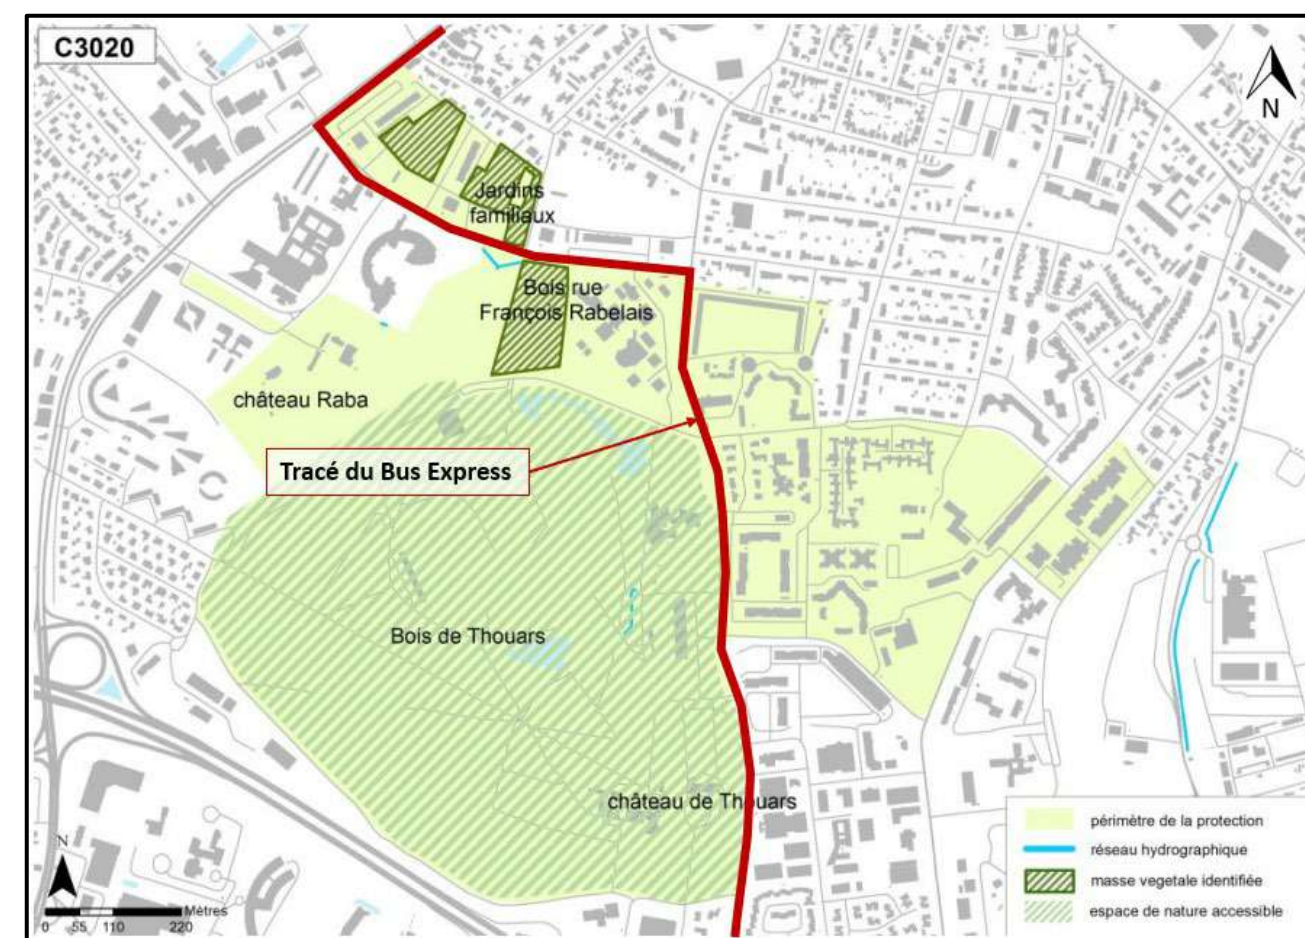 C3020
N
Jardins
familiaux
Bois rue
François Rabelais
château Raba
Tracé du Bus Express
Bois de Thouars
château de Thouars
périmètre de la protection
réseau hydrographique
masse vegetale identifiée
espace de nature accessible
N
Mètres
0 55 110 220